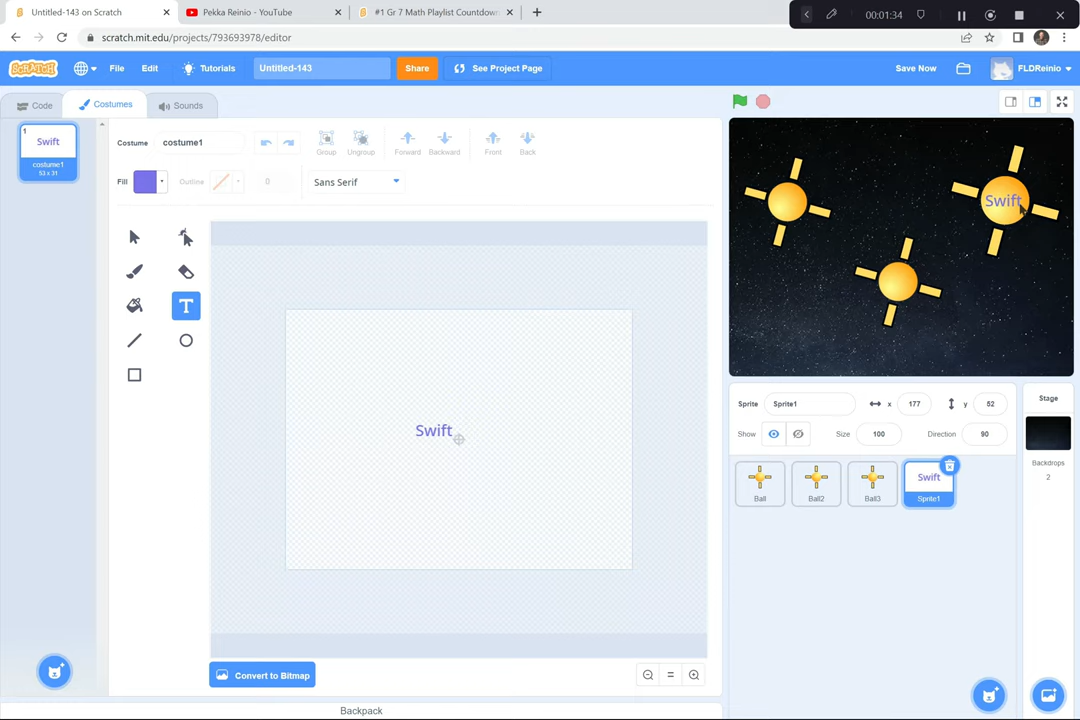 Untitled-143 on Scratch
Pekka Reinio - YouTube
#1 Gr 7 Math Playlist Countdown
00:01:34
scratch.mit.edu/projects/793693978/editor
SCRATCH
File
Edit
Tutorials
Untitled-143
Share
See Project Page
Save Now
FLDReinio
Code
Costumes
Sounds
1
Swift
costume1
53 x 31
Costume
costume1
Group
Ungroup
Forward
Backward
Front
Back
Fill
Outline
0
Sans Serif
T
Swift
Swift
Convert to Bitmap
Backpack
Sprite
Sprite1
x
177
y
52
Show
Size
100
Direction
90
Ball
Ball2
Ball3
Swift
Sprite1
Stage
Backdrops
2